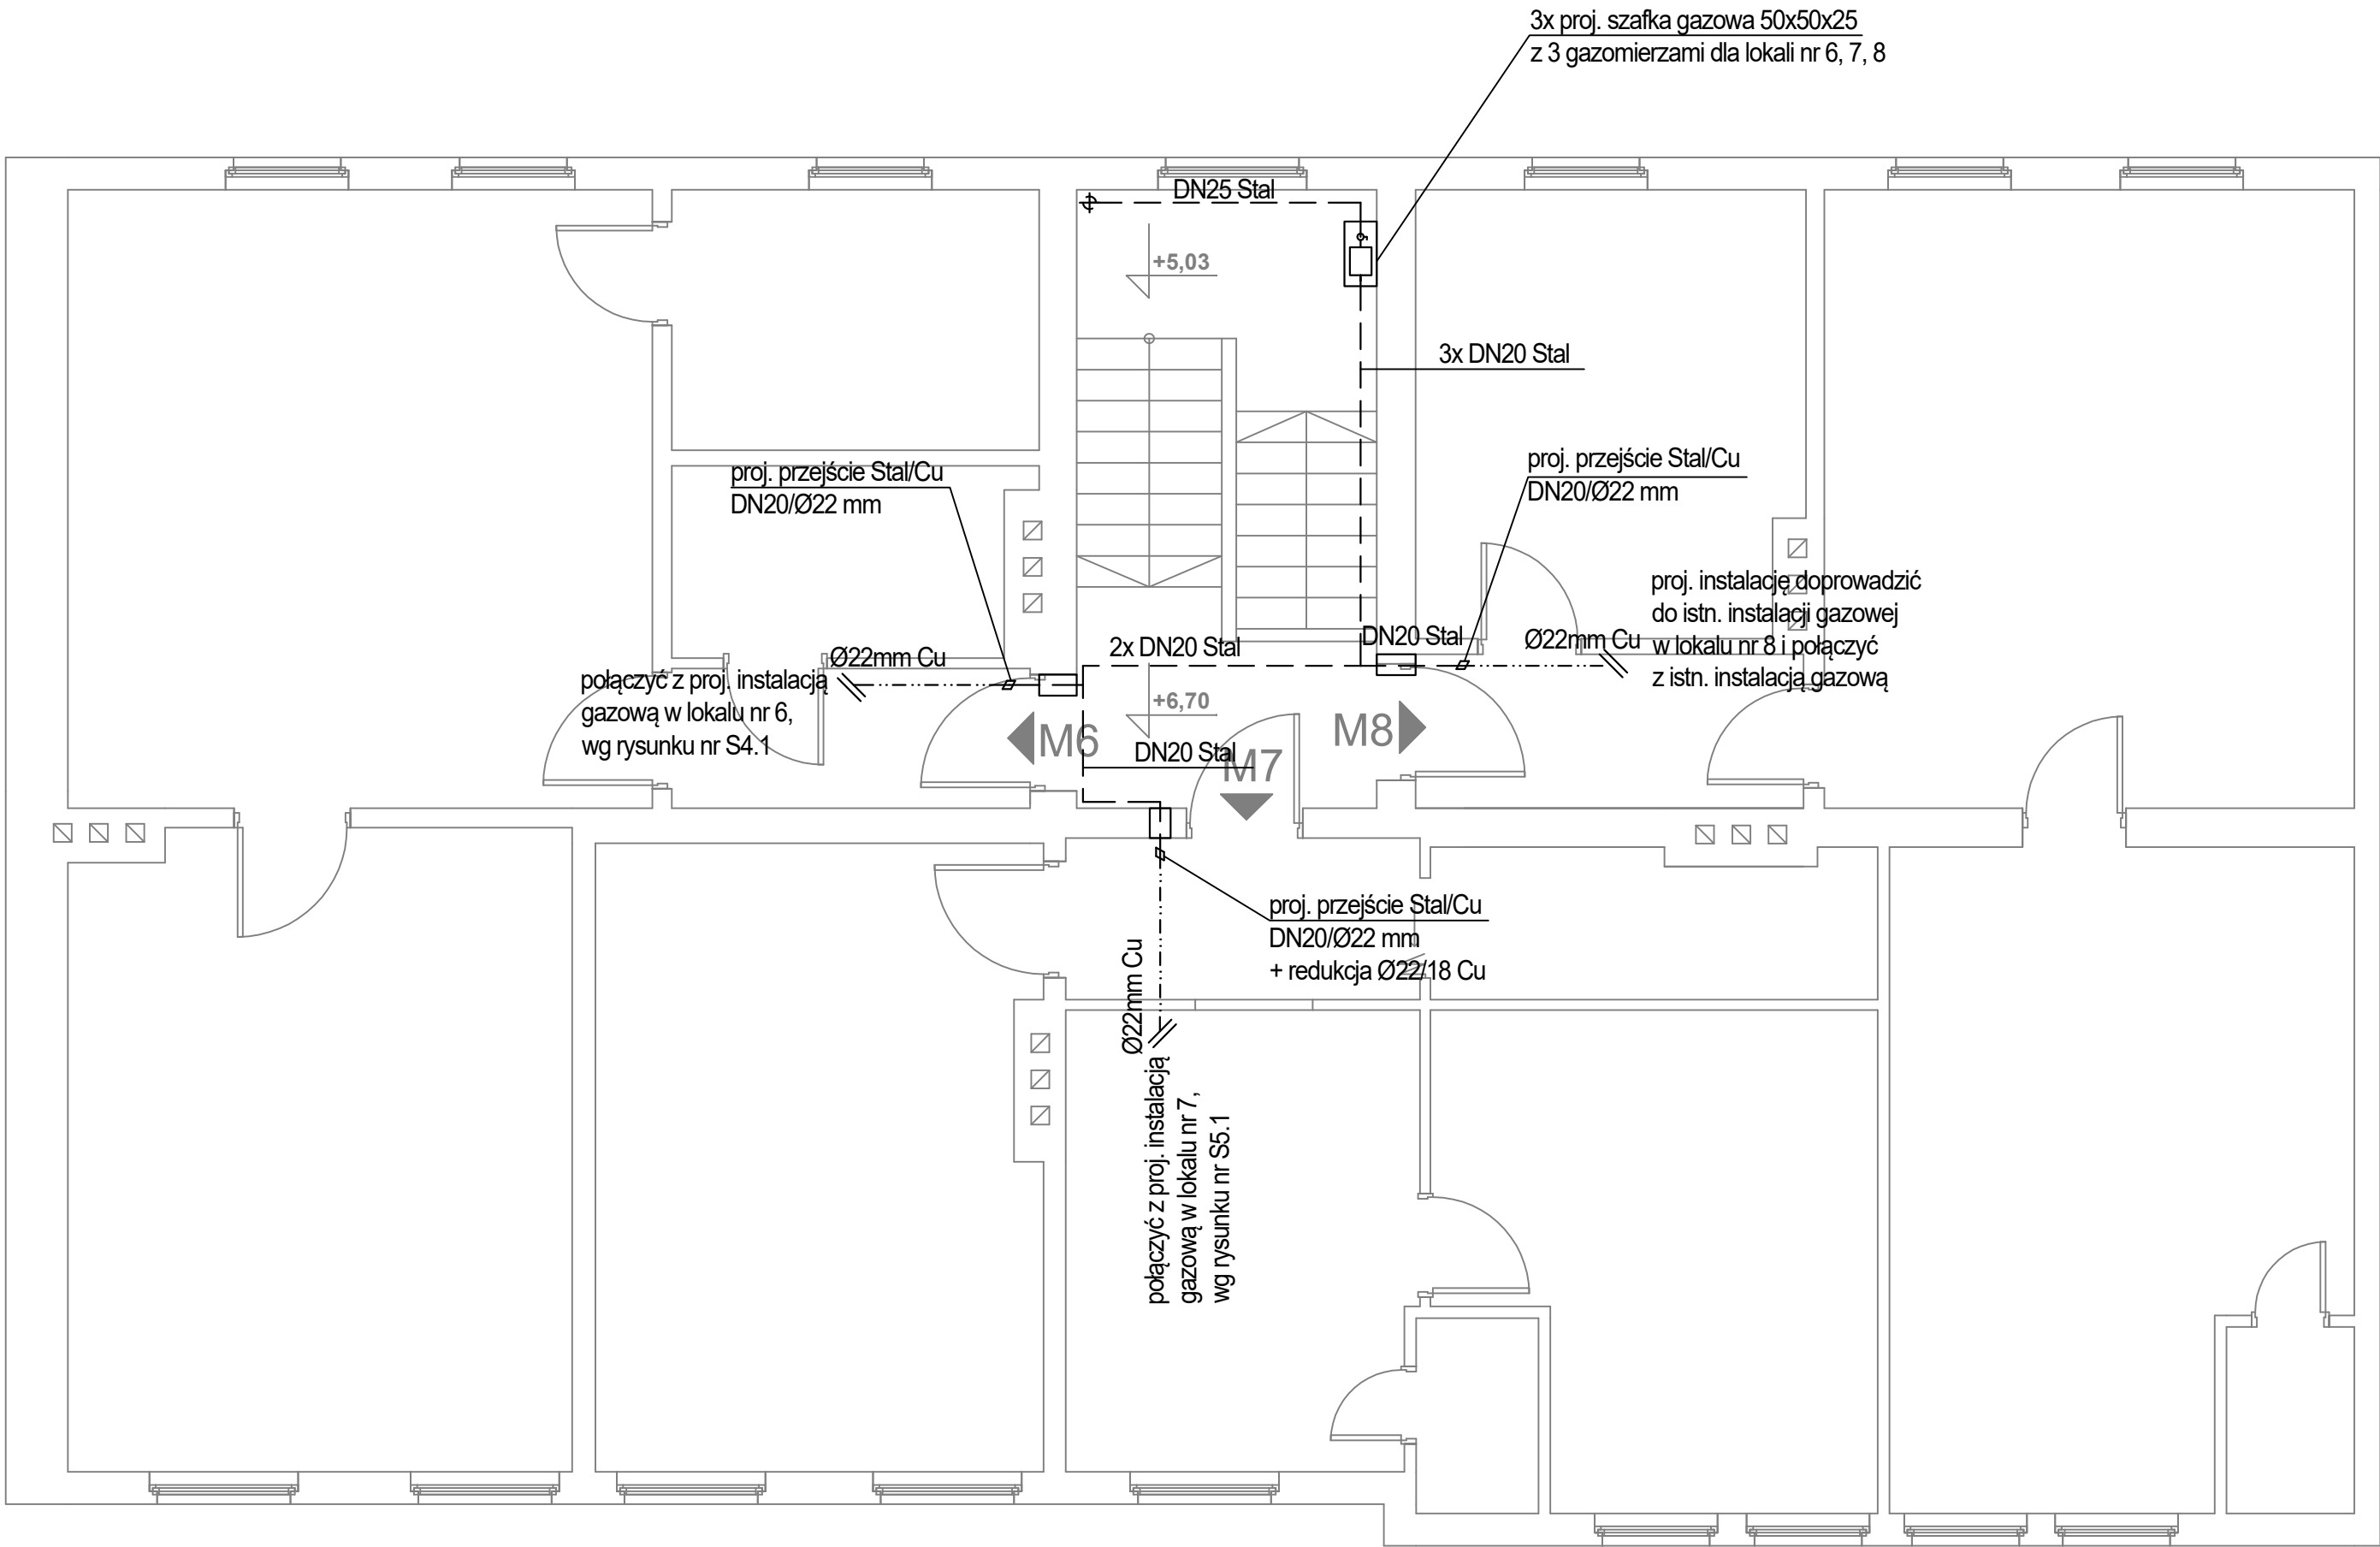 3x proj. szafka gazowa 50x50x25
z 3 gazomierzami dla lokali nr 6, 7, 8
DN25 Stal
+5,03
3x DN20 Stal
proj. przejście Stal/Cu
DN20/Ø22 mm
proj. przejście Stal/Cu
DN20/Ø22 mm
proj. instalację doprowadzić
do istn. instalacji gazowej
w lokalu nr 8 i połączyć
z istn. instalacją gazową
2x DN20 Stal
DN20 Stal
Ø22mm Cu
Ø22mm Cu
połączyć z proj. instalacją
gazową w lokalu nr 6,
wg rysunku nr S4.1
+6,70
M6
M8
DN20 Stal
M7
proj. przejście Stal/Cu
DN20/Ø22 mm
+ redukcja Ø22/18 Cu
Ø22mm Cu
połączyć z proj. instalacją
gazową w lokalu nr 7,
wg rysunku nr S5.1